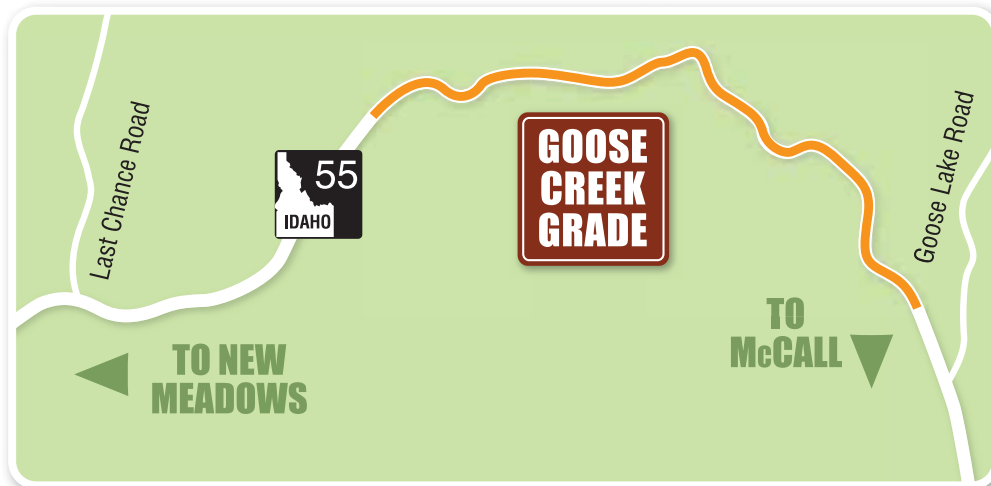 Last Chance Road
55
IDAHO
GOOSE
CREEK
GRADE
Goose Lake Road
TO
McCALL
TO NEW
MEADOWS